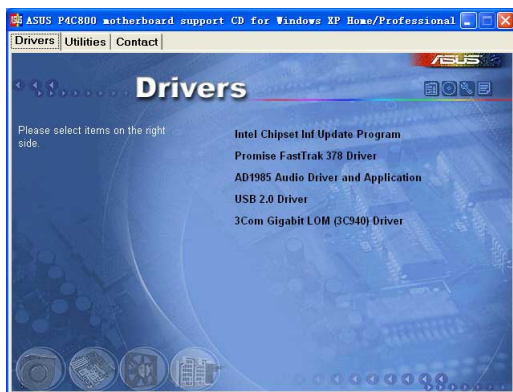 ASUS P4C800 motherboard support CD for Windows XP Home/Professional
Drivers Utilities Contact
ASUS
Drivers
Please select items on the right
side.
Intel Chipset Inf Update Program
Promise FastTrak 378 Driver
AD1985 Audio Driver and Application
USB 2.0 Driver
3Com Gigabit LOM (3C940) Driver